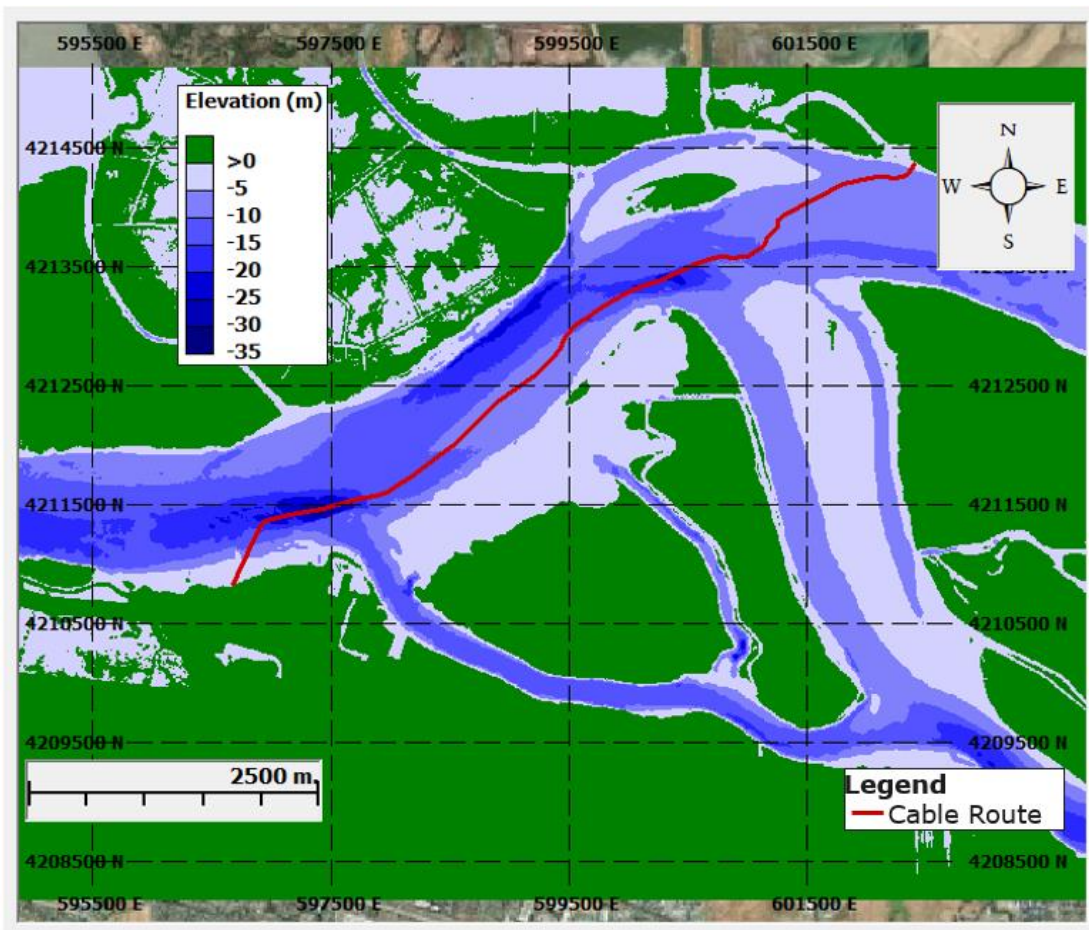 595500 E 597500 E 599500 E 601500 E
Elevation (m)
>0
-5
-10
-15
-20
-25
-30
-35
N
W E
S
4214500 N
4213500 N
4212500 N 4212500 N
4211500 N 4211500 N
4210500 N 4210500 N
4209500 N 4209500 N
2500 m
Legend
Cable Route
4208500 N 4208500 N
595500 E 597500 E 599500 E 601500 E